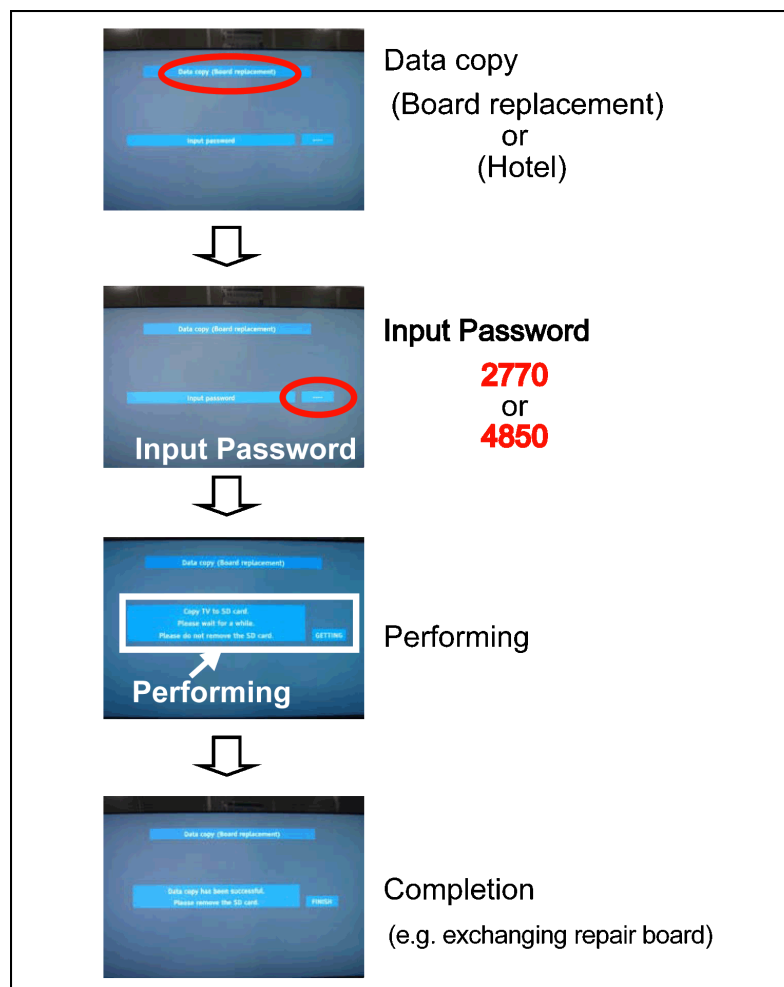 Data copy (Board replacement)
Input password
----
Data copy
(Board replacement)
or
(Hotel)
Data copy (Board replacement)
Input password
----
Input Password
Input Password
2770
or
4850
Data copy (Board replacement)
Copy TV to SD card.
Please wait for a while.
Please do not remove the SD card.
GETTING
Performing
Performing
Data copy (Board replacement)
Data copy has been successful.
Please remove the SD card.
FINISH
Completion
(e.g. exchanging repair board)